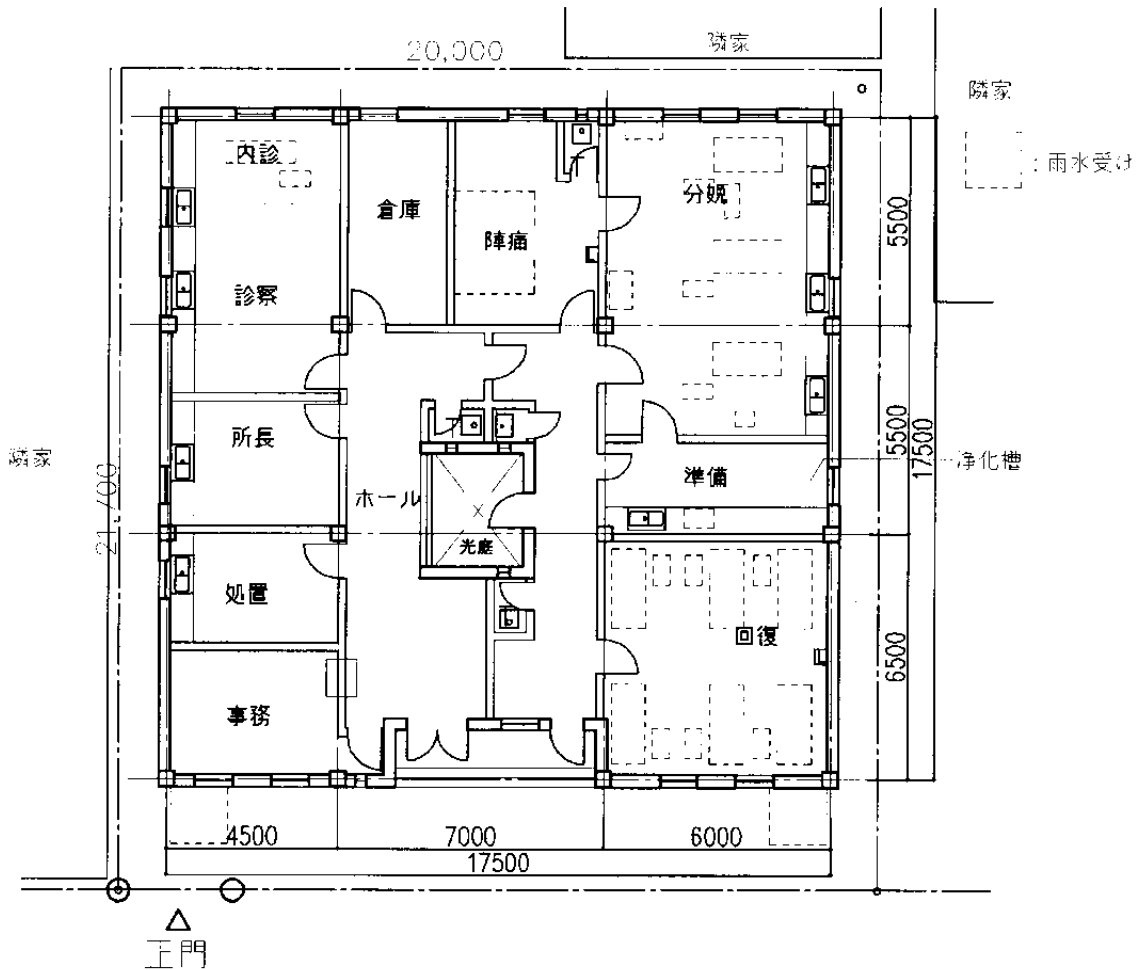 20,000
隣家
隣家
：雨水受け
内診
倉庫
陣痛
分娩
5500
診察
所長
隣家
21,700
ホール
準備
5500
17500
浄化槽
光庭
処置
回復
6500
事務
4500
7000
6000
17500
正門